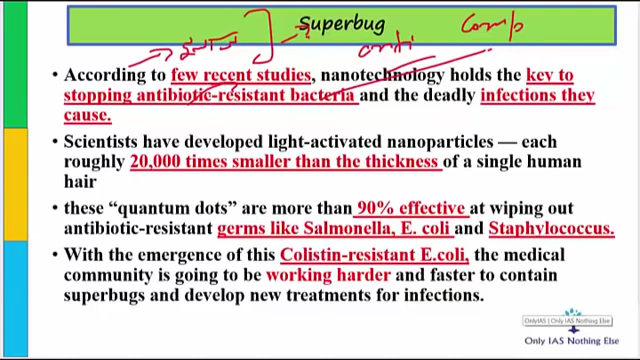 Superbug
According to few recent studies, nanotechnology holds the key to
stopping antibiotic-resistant bacteria and the deadly infections they
cause.
Scientists have developed light-activated nanoparticles — each
roughly 20,000 times smaller than the thickness of a single human
hair
these “quantum dots” are more than 90% effective at wiping out
antibiotic-resistant germs like Salmonella, E. coli and Staphylococcus.
With the emergence of this Colistin-resistant E.coli, the medical
community is going to be working harder and faster to contain
superbugs and develop new treatments for infections.
OnlyIAS | Only IAS Nothing Else
Only IAS Nothing Else